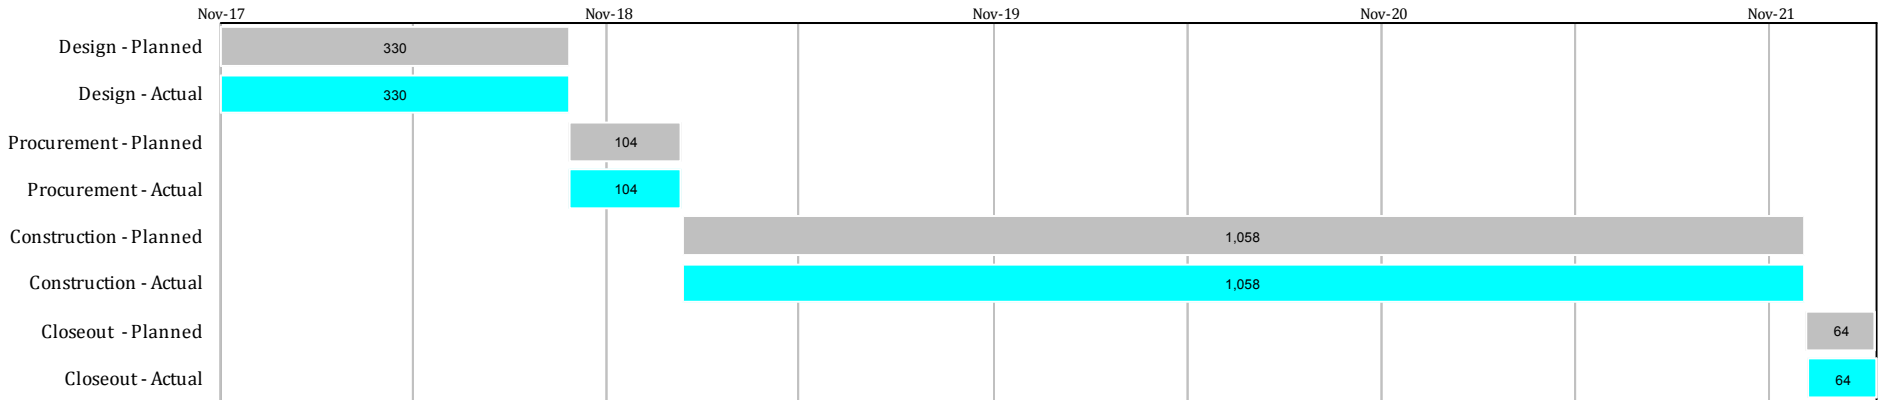 Nov-17 Nov-18 Nov-19 Nov-20 Nov-21
Design - Planned 330
Design - Actual 330
Procurement - Planned 104
Procurement - Actual 104
Construction - Planned 1,058
Construction - Actual 1,058
Closeout - Planned 64
Closeout - Actual 64